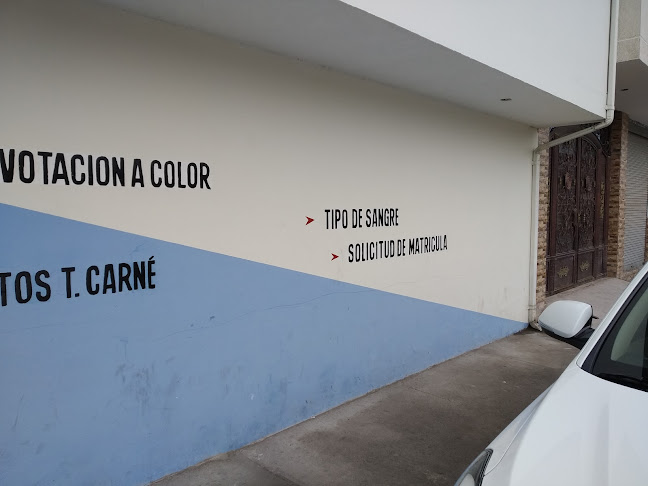 VOTACION A COLOR
TOS T. CARNÉ
TIPO DE SANGRE
SOLICITUD DE MATRICULA